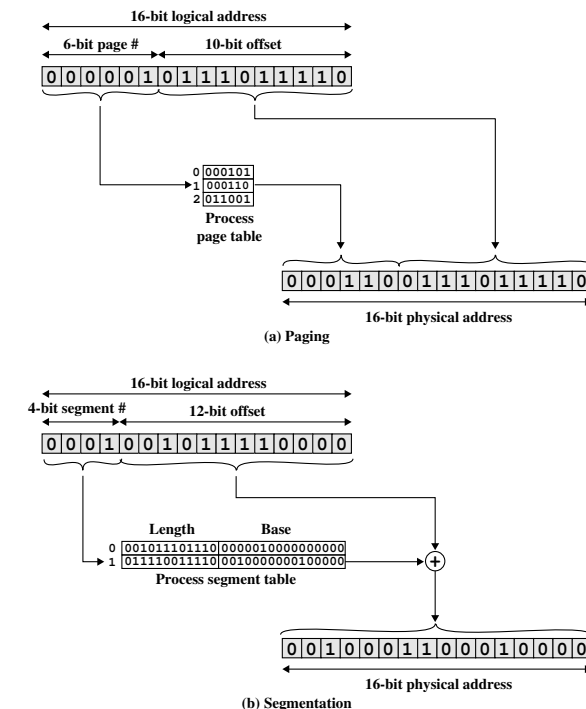 16-bit logical address
6-bit page # 10-bit offset
0 0 0 0 0 1 0 1 1 1 0 1 1 1 1 0
0 000101
1 000110
2 011001
Process
page table
0 0 0 1 1 0 0 1 1 1 0 1 1 1 1 0
16-bit physical address
(a) Paging
16-bit logical address
4-bit segment # 12-bit offset
0 0 0 1 0 0 1 0 1 1 1 1 0 0 0 0
Length Base
0 001011101110 0000010000000000
1 011110011110 0010000000100000
Process segment table
+
0 0 1 0 0 0 1 1 0 0 0 1 0 0 0 0
16-bit physical address
(b) Segmentation